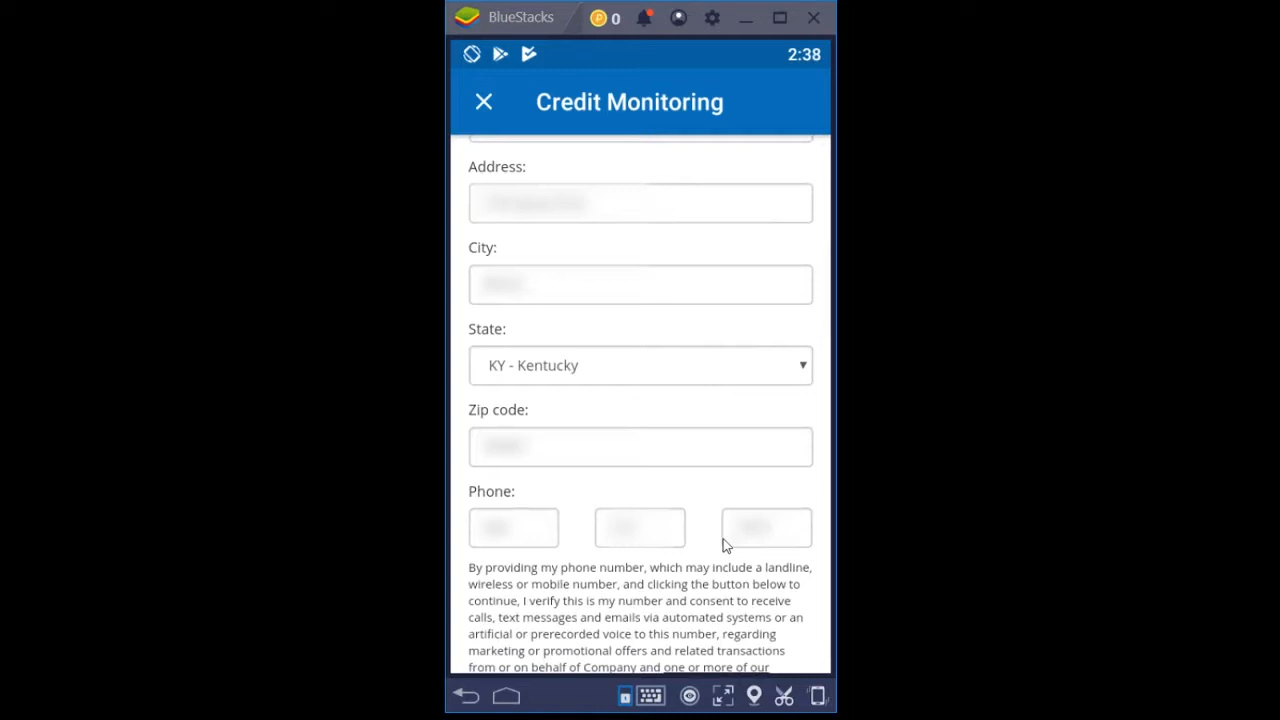 BlueStacks
0
2:38
Credit Monitoring
Address:
City:
State:
KY - Kentucky
Zip code:
Phone:
By providing my phone number, which may include a landline,
wireless or mobile number, and clicking the button below to
continue, I verify this is my number and consent to receive
calls, text messages and emails via automated systems or an
artificial or prerecorded voice to this number, regarding
marketing or promotional offers and related transactions
from or on behalf of Company and one or more of our